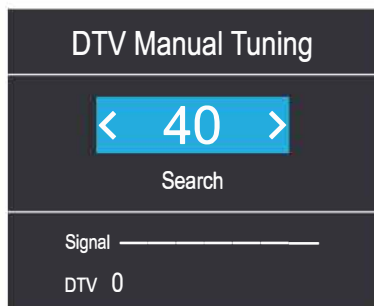 DTV Manual Tuning
< 40 >
Search
Signal
DTV 0